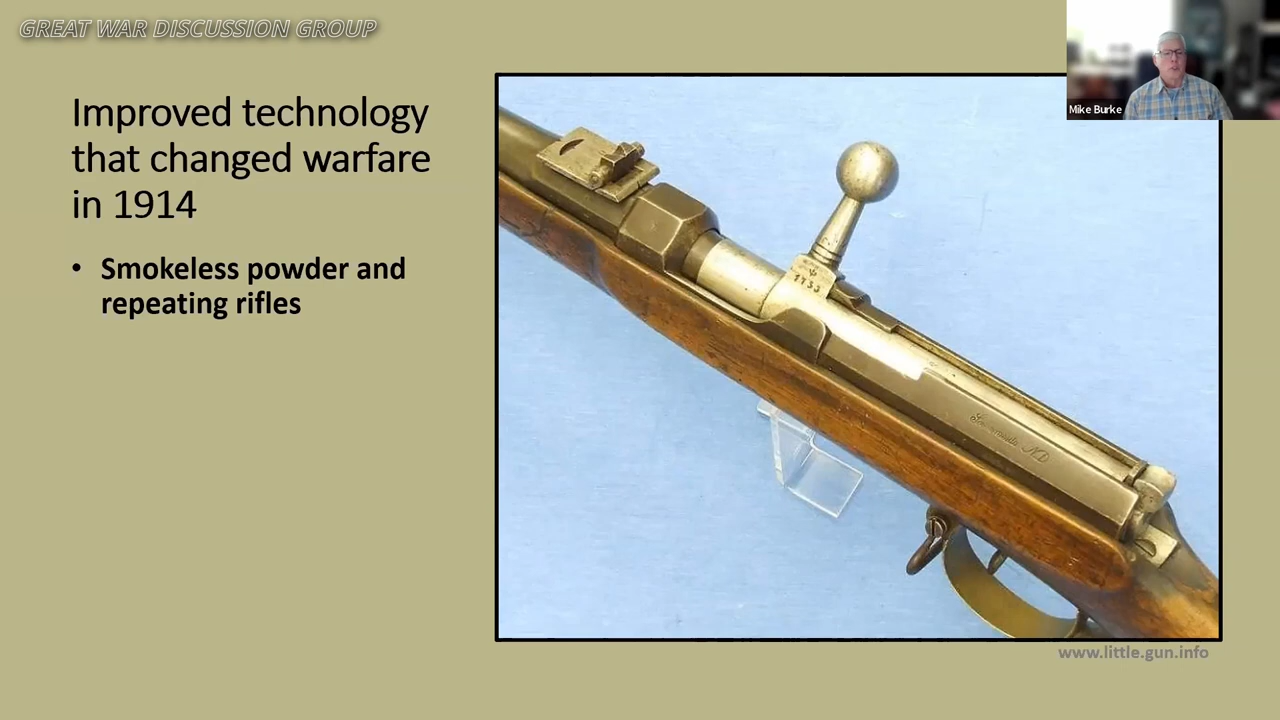 GREAT WAR DISCUSSION GROUP
Improved technology
that changed warfare
in 1914
• Smokeless powder and
repeating rifles
Mike Burke
1753
www.little.gun.info